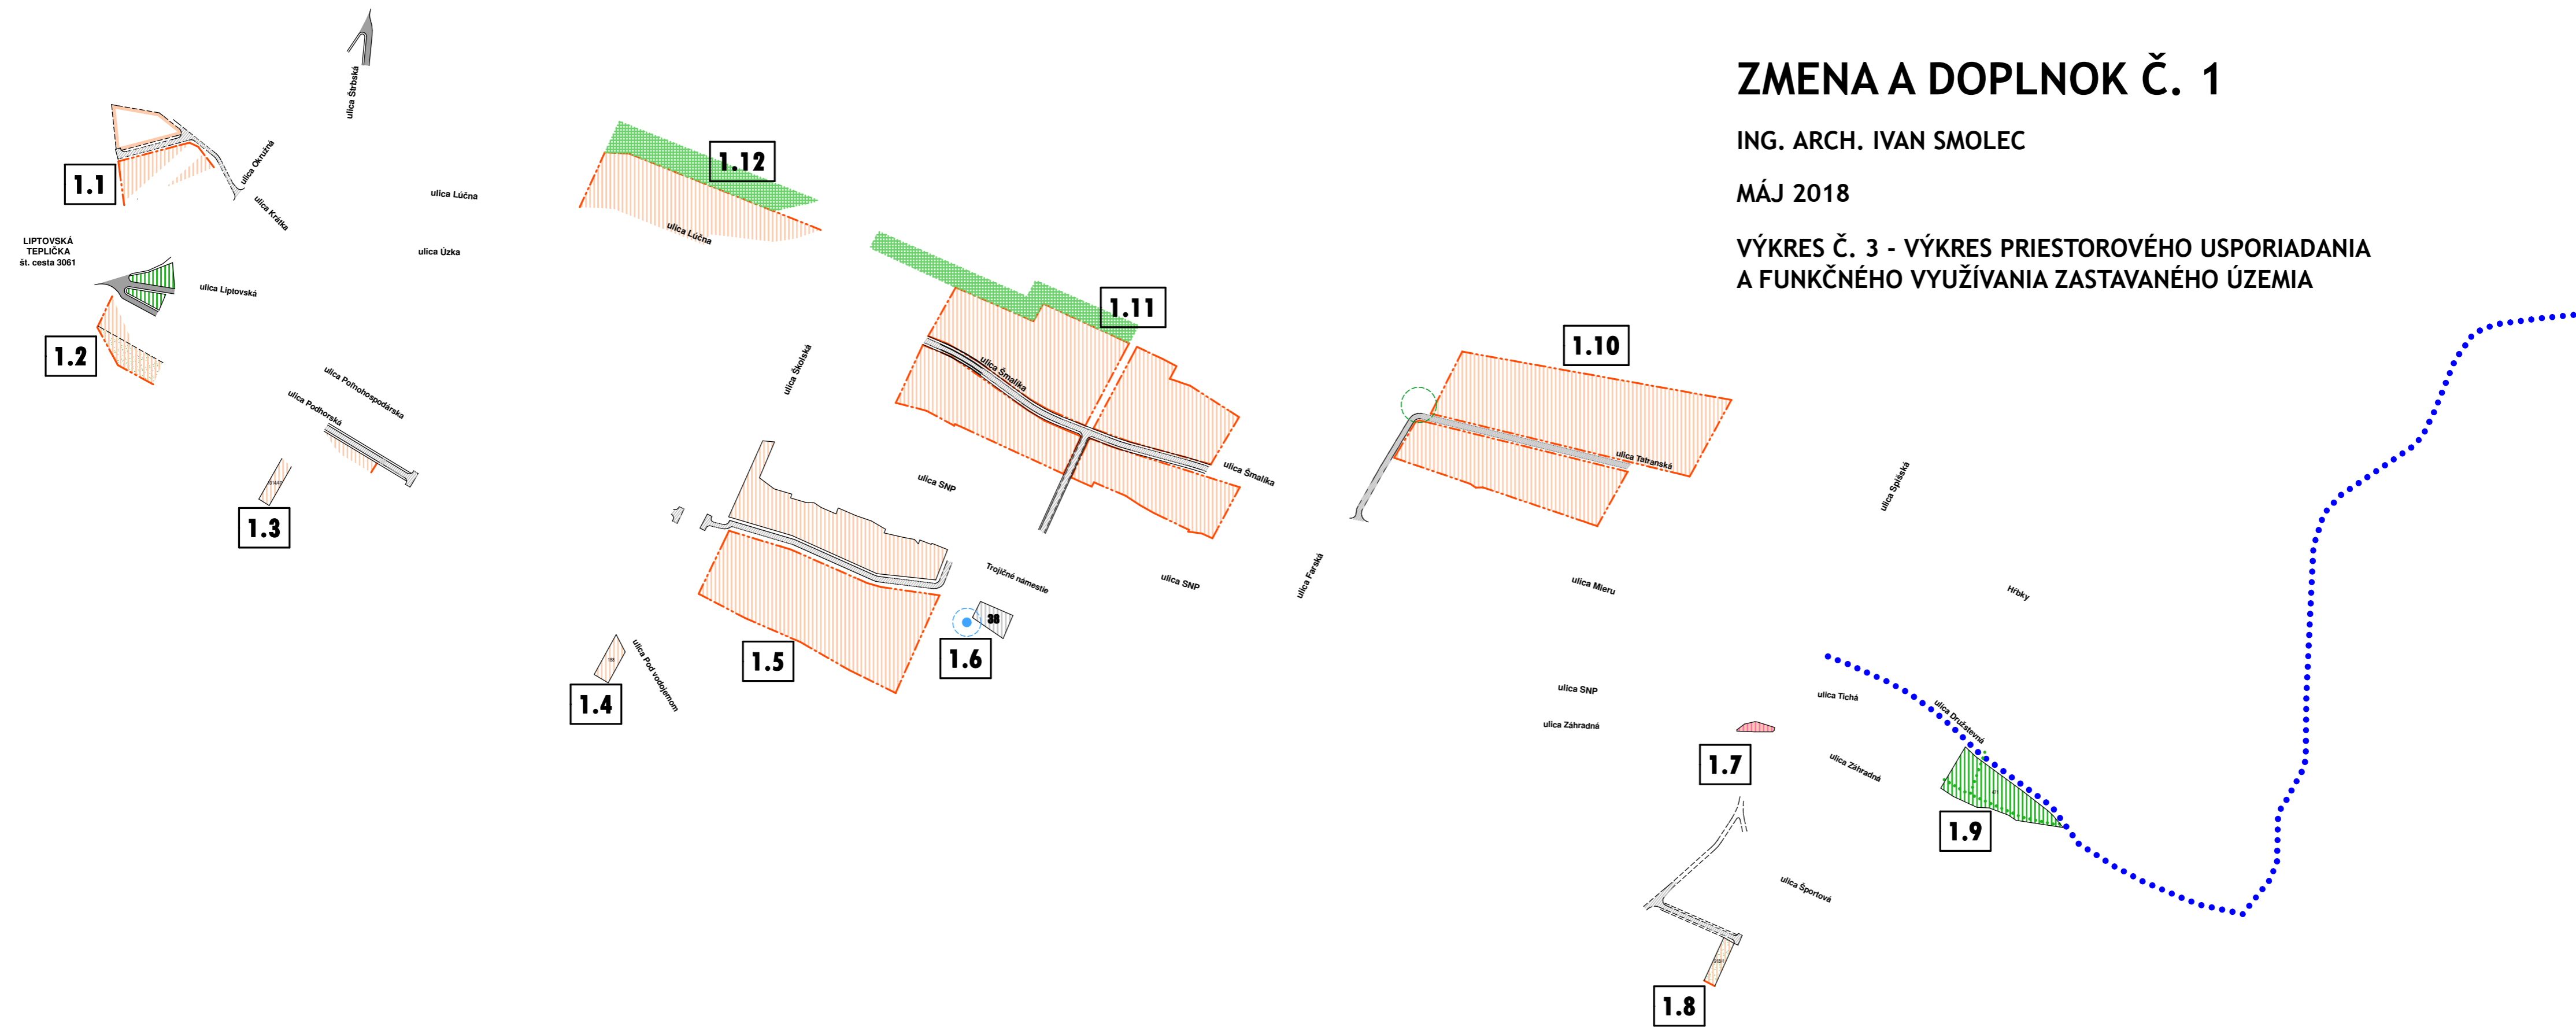 ZMENA A DOPLNOK Č. 1
ING. ARCH. IVAN SMOLEC
MÁJ 2018
VÝKRES Č. 3 - VÝKRES PRIESTOROVÉHO USPORIADANIA
A FUNKČNÉHO VYUŽÍVANIA ZASTAVANÉHO ÚZEMIA
ulica Štrbská
1.1
ulica Okružná
ulica Krátka
ulica Lúčna
ulica Úzka
LIPTOVSKÁ
TEPLIČKA
št. cesta 3061
ulica Liptovská
1.2
ulica Poľnohospodárska
ulica Podhorská
1.3
1.12
ulica Lúčna
1.11
ulica Školská
ulica Šmalíka
ulica Šmalíka
ulica SNP
1.10
ulica Tatranská
ulica Spišská
Trojičné námestie
ulica SNP
ulica Farská
ulica Mieru
Hŕbky
38
1.6
1.5
ulica Pod vodojemom
1.4
ulica SNP
ulica Záhradná
ulica Tichá
ulica Družstevná
1.7
ulica Záhradná
1.9
ulica Športová
1.8